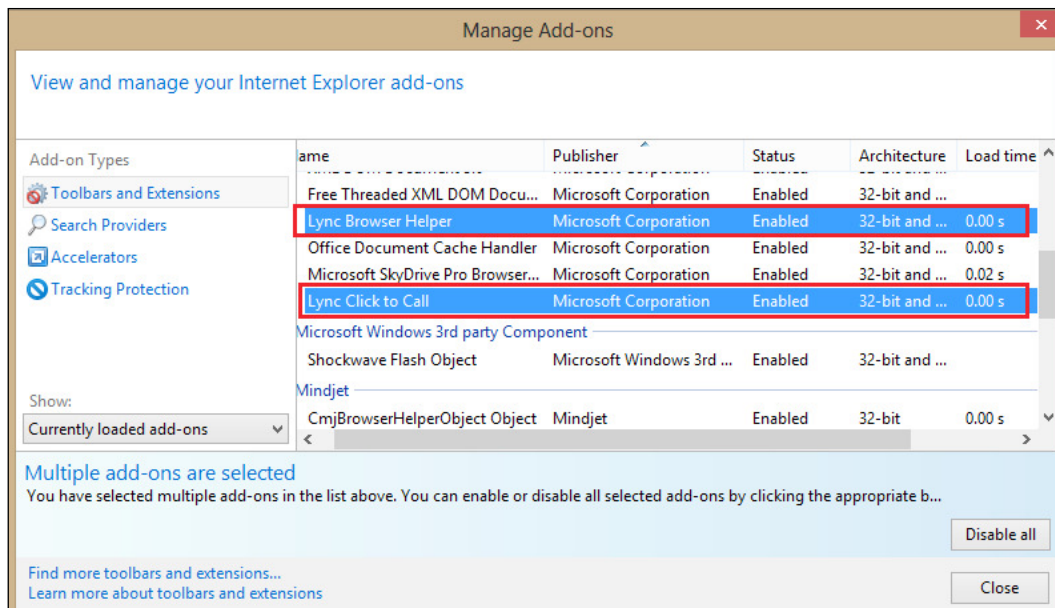 Manage Add-ons
View and manage your Internet Explorer add-ons
Add-on Types
Toolbars and Extensions
Search Providers
Accelerators
Tracking Protection
Show:
Currently loaded add-ons
ame Publisher Status Architecture Load time
Free Threaded XML DOM Docu... Microsoft Corporation Enabled 32-bit and ...
Lync Browser Helper Microsoft Corporation Enabled 32-bit and ... 0.00 s
Office Document Cache Handler Microsoft Corporation Enabled 32-bit and ... 0.00 s
Microsoft SkyDrive Pro Browser... Microsoft Corporation Enabled 32-bit and ... 0.02 s
Lync Click to Call Microsoft Corporation Enabled 32-bit and ... 0.00 s
Microsoft Windows 3rd party Component
Shockwave Flash Object Microsoft Windows 3rd ... Enabled 32-bit and ...
Mindjet
CmjBrowserHelperObject Object Mindjet Enabled 32-bit 0.00 s
Multiple add-ons are selected
You have selected multiple add-ons in the list above. You can enable or disable all selected add-ons by clicking the appropriate b...
Disable all
Find more toolbars and extensions...
Learn more about toolbars and extensions
Close